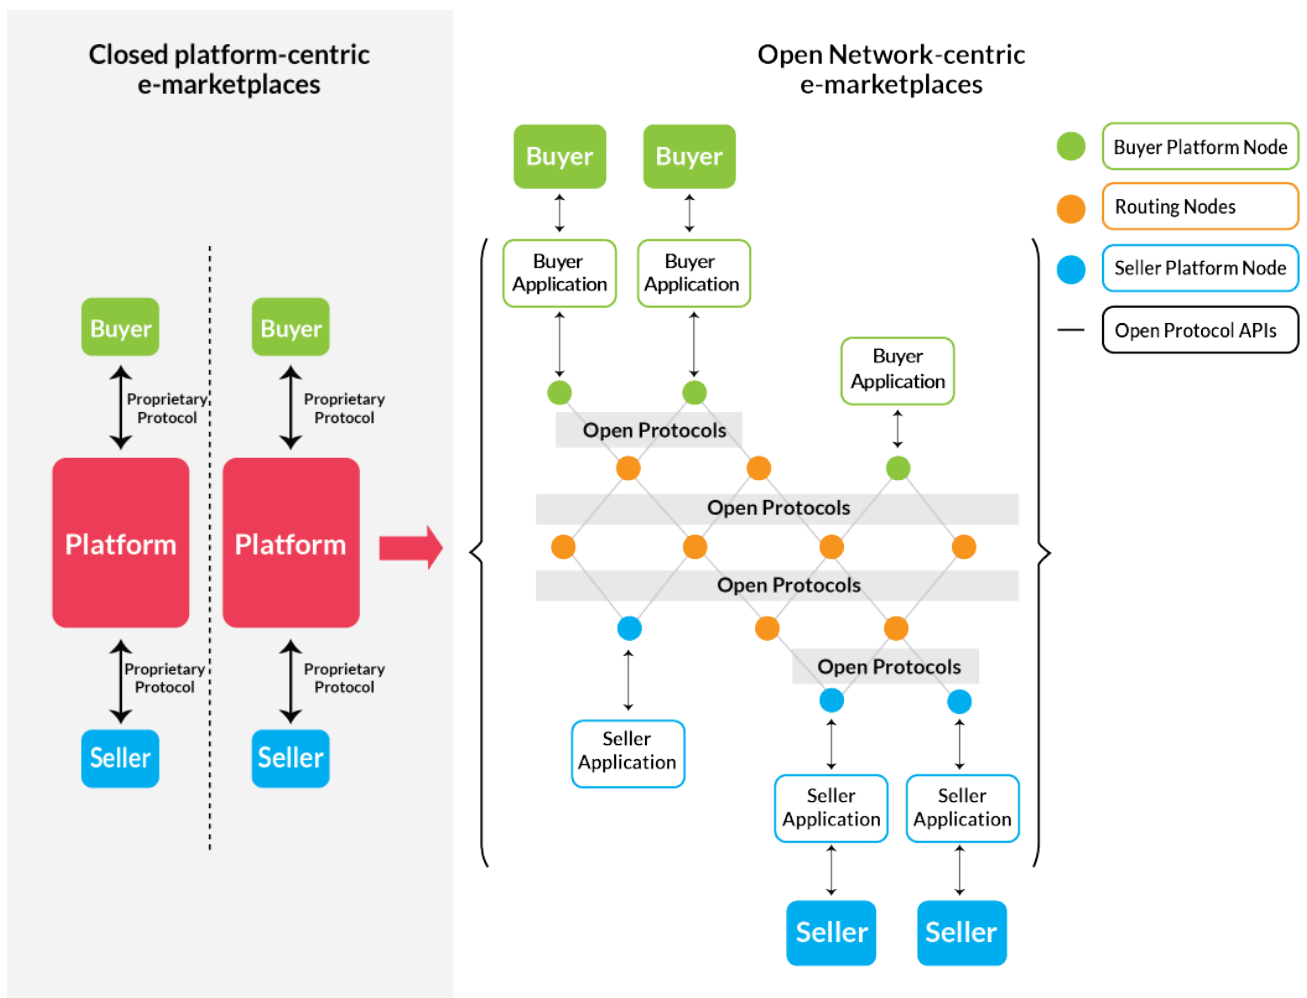 Closed platform-centric
e-marketplaces
Buyer
Buyer
Proprietary
Protocol
Proprietary
Protocol
Platform
Platform
Proprietary
Protocol
Proprietary
Protocol
Seller
Seller
Open Network-centric
e-marketplaces
Buyer
Buyer
Buyer
Application
Buyer
Application
Buyer
Application
Open Protocols
Open Protocols
Open Protocols
Open Protocols
Seller
Application
Seller
Application
Seller
Application
Seller
Seller
Buyer Platform Node
Routing Nodes
Seller Platform Node
Open Protocol APIs